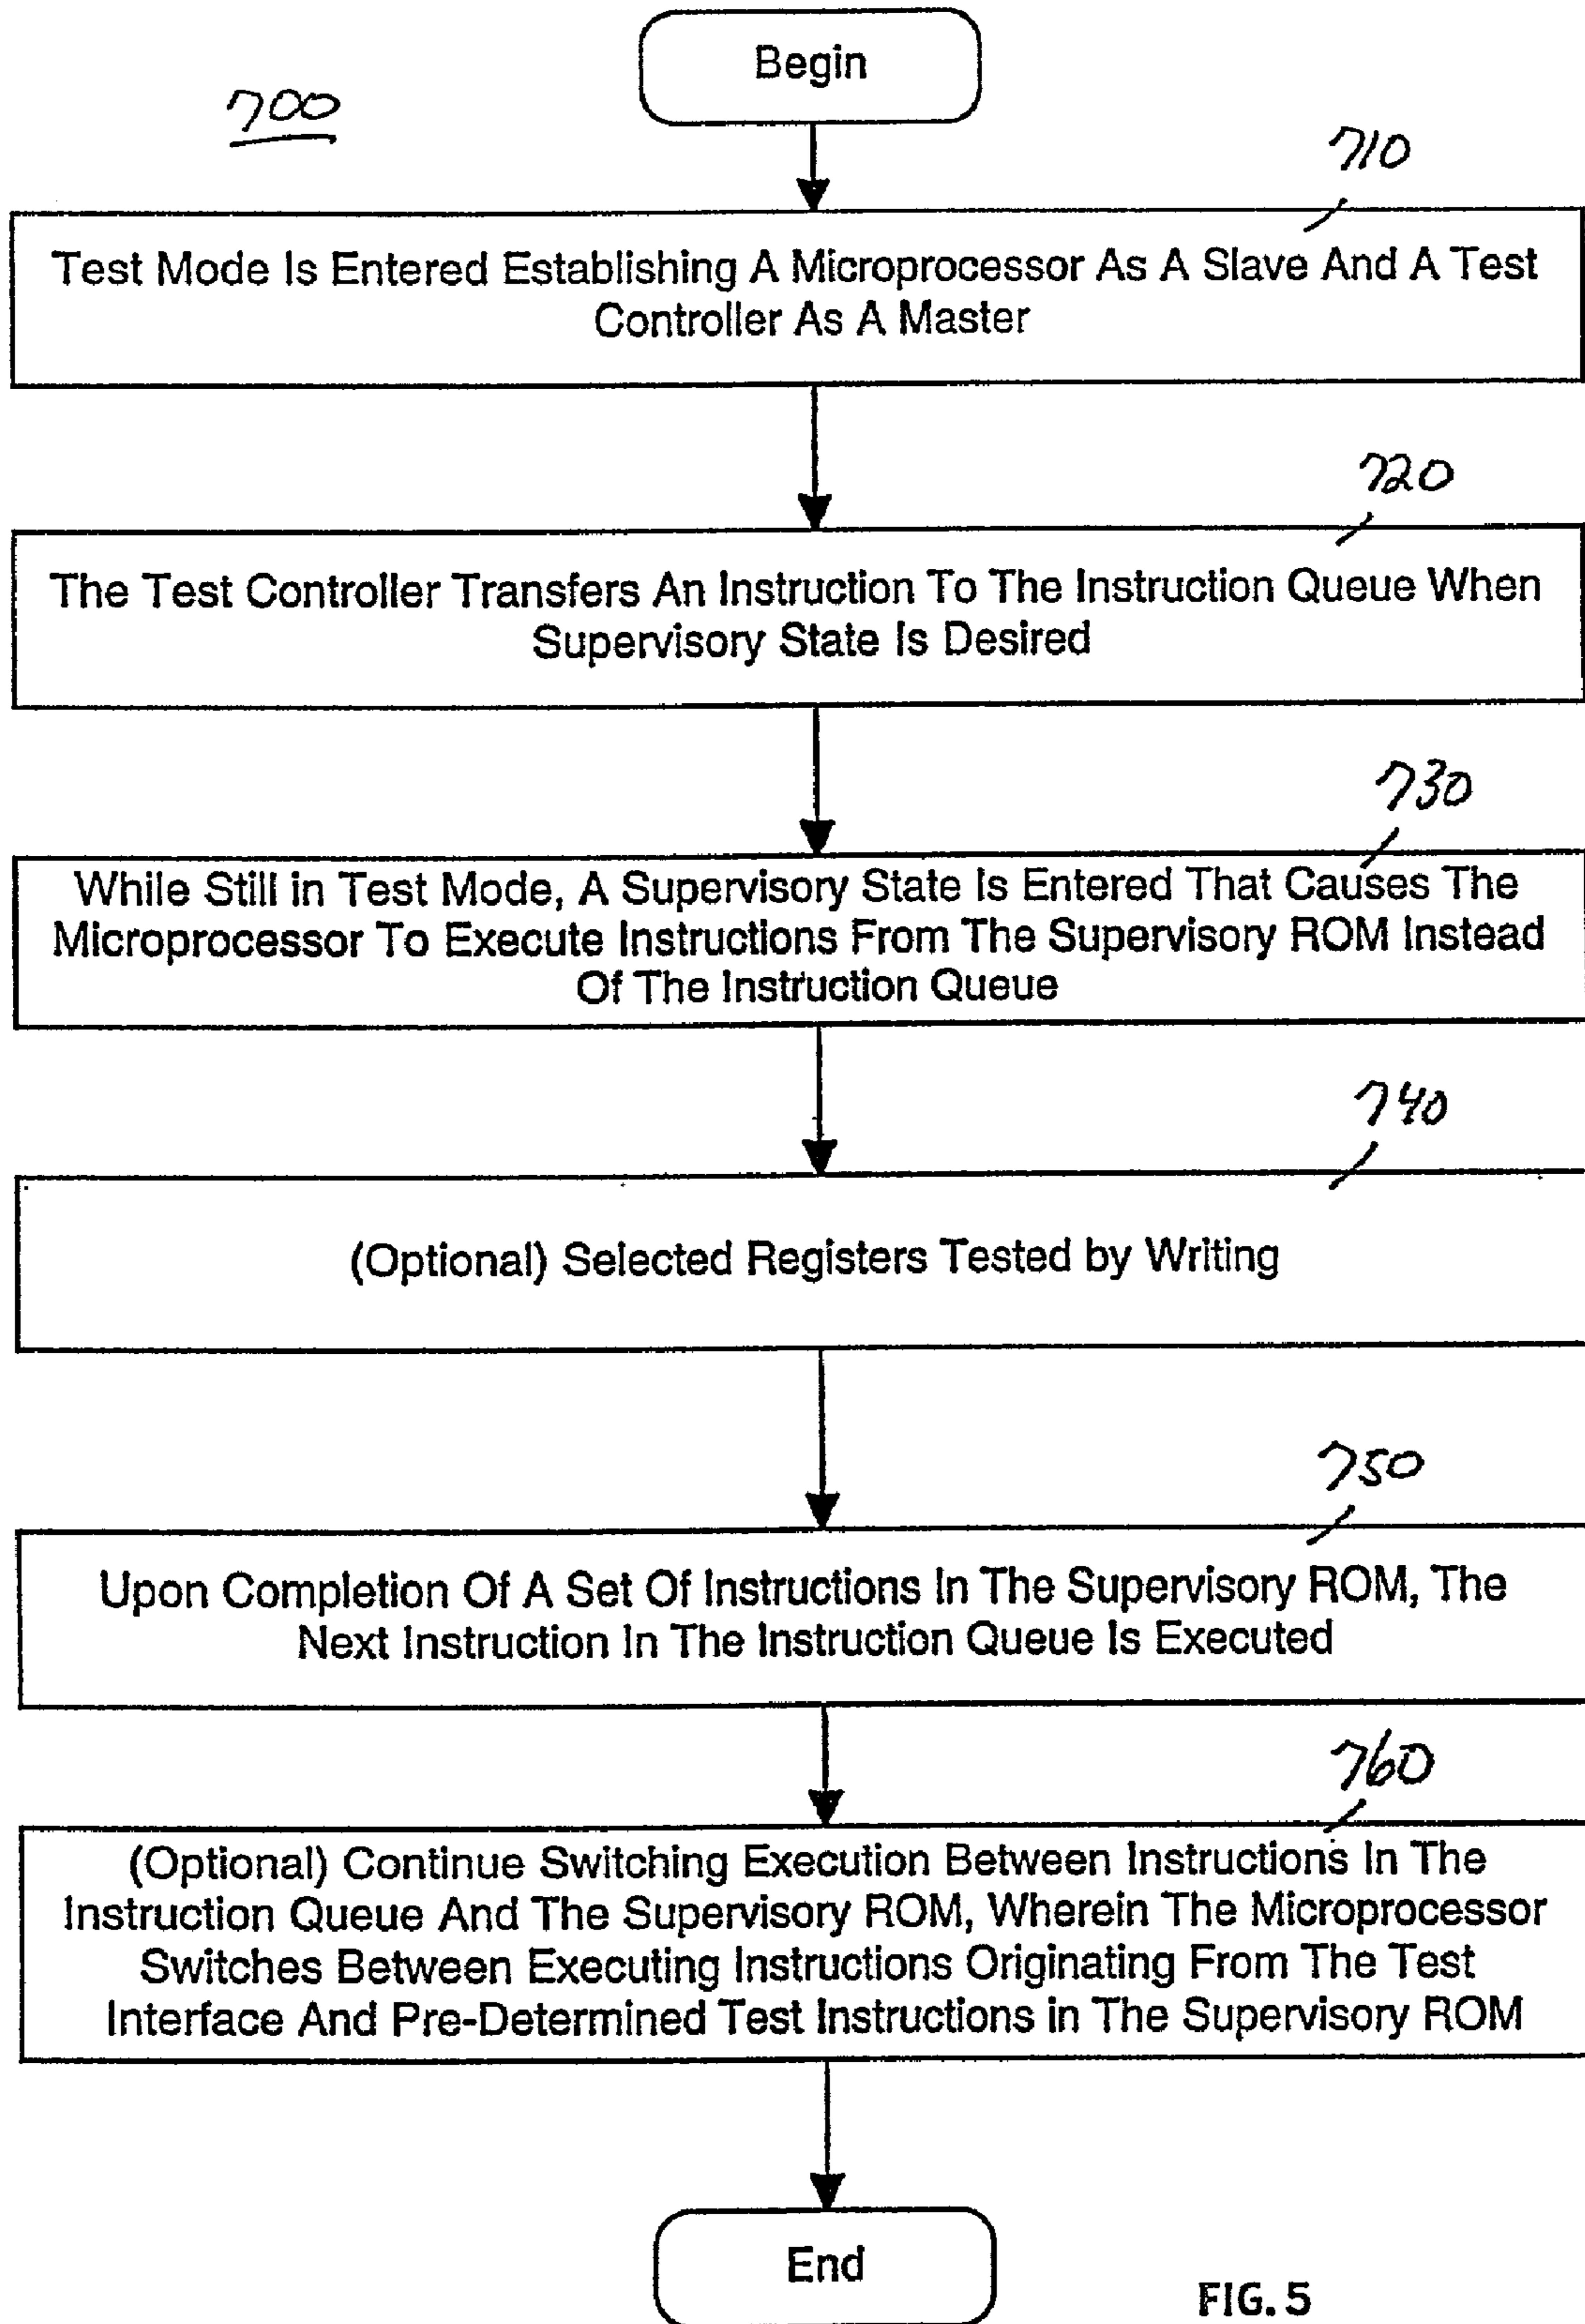 Begin
700
710
Test Mode Is Entered Establishing A Microprocessor As A Slave And A Test
Controller As A Master
720
The Test Controller Transfers An Instruction To The Instruction Queue When
Supervisory State Is Desired
730
While Still in Test Mode, A Supervisory State Is Entered That Causes The
Microprocessor To Execute Instructions From The Supervisory ROM Instead
Of The Instruction Queue
740
(Optional) Selected Registers Tested by Writing
750
Upon Completion Of A Set Of Instructions In The Supervisory ROM, The
Next Instruction In The Instruction Queue Is Executed
760
(Optional) Continue Switching Execution Between Instructions In The
Instruction Queue And The Supervisory ROM, Wherein The Microprocessor
Switches Between Executing Instructions Originating From The Test
Interface And Pre-Determined Test Instructions in The Supervisory ROM
End
FIG. 5